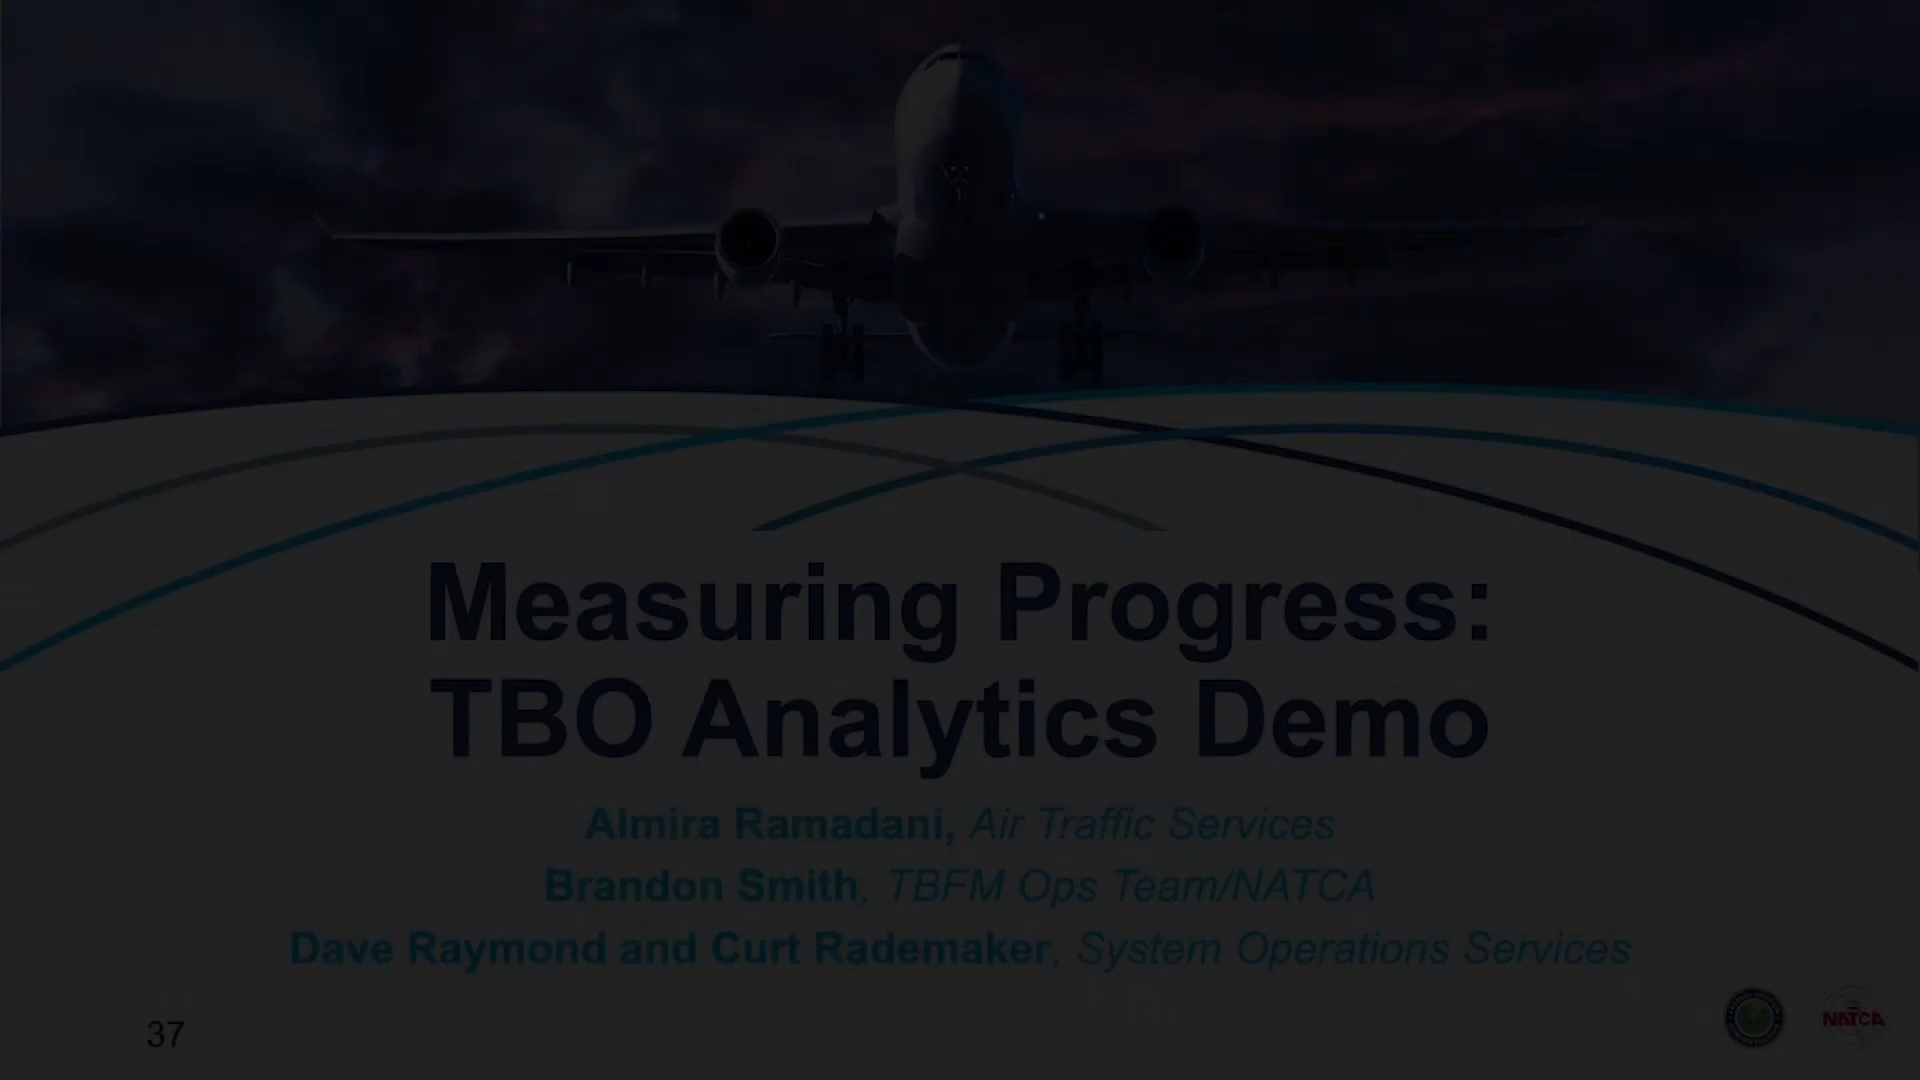 Measuring Progress:
TBO Analytics Demo
Almira Ramadani, Air Traffic Services
Brandon Smith, TBFM Ops Team/NATCA
Dave Raymond and Curt Rademaker, System Operations Services
37
NATCA